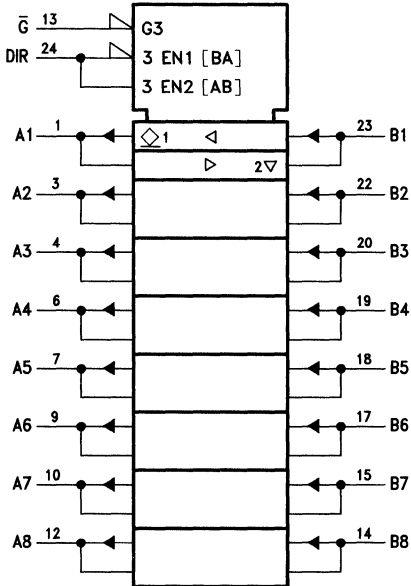 G̅ 13 G3
DIR 24 3 EN1 [BA]
3 EN2 [AB]
A1 1 1 23 B1
2
A2 3 22 B2
A3 4 20 B3
A4 6 19 B4
A5 7 18 B5
A6 9 17 B6
A7 10 15 B7
A8 12 14 B8